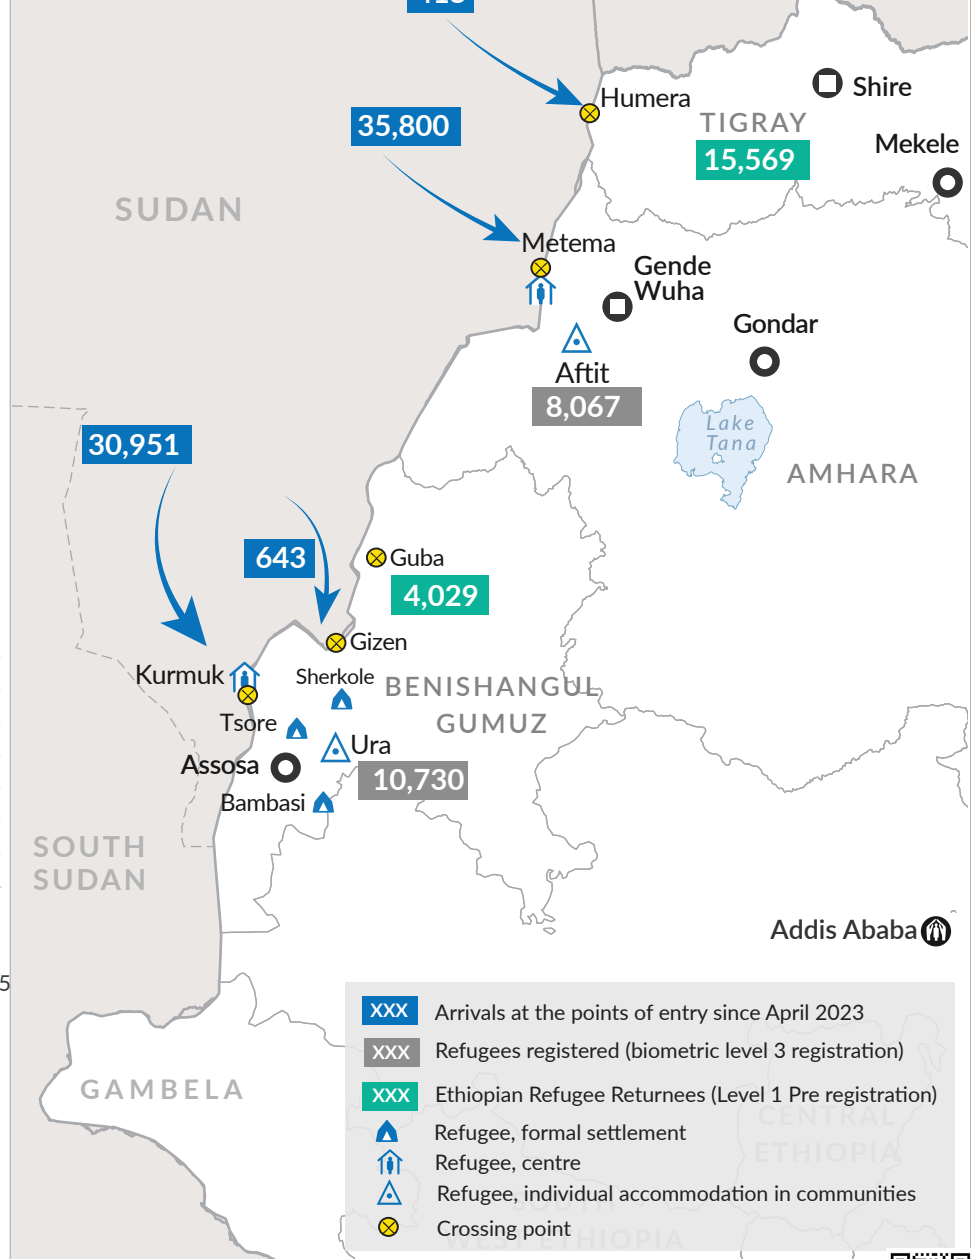 Humera
Shire
35,800
TIGRAY
15,569
Mekele
SUDAN
Metema
Gende
Wuha
Gondar
Aftit
8,067
Lake
Tana
30,951
AMHARA
643
Guba
4,029
Gizen
Kurmuk
Sherkole
BENISHANGUL
GUMUZ
Tsore
Ura
Assosa
10,730
Bambasi
SOUTH
SUDAN
Addis Ababa
5
XXX Arrivals at the points of entry since April 2023
XXX Refugees registered (biometric level 3 registration)
XXX Ethiopian Refugee Returnees (Level 1 Pre registration)
GAMBELA
CENTRAL
ETHIOPIA
Refugee, formal settlement
Refugee, centre
Refugee, individual accommodation in communities
Crossing point
SOUTH
WEST ETHIOPIA